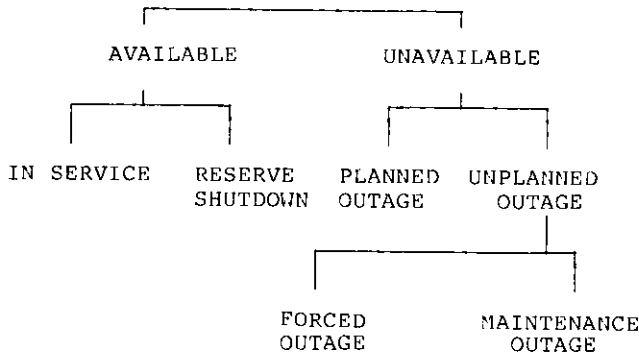 AVAILABLE UNAVAILABLE
IN SERVICE RESERVE PLANNED UNPLANNED
SHUTDOWN OUTAGE OUTAGE
FORCED MAINTENANCE
OUTAGE OUTAGE